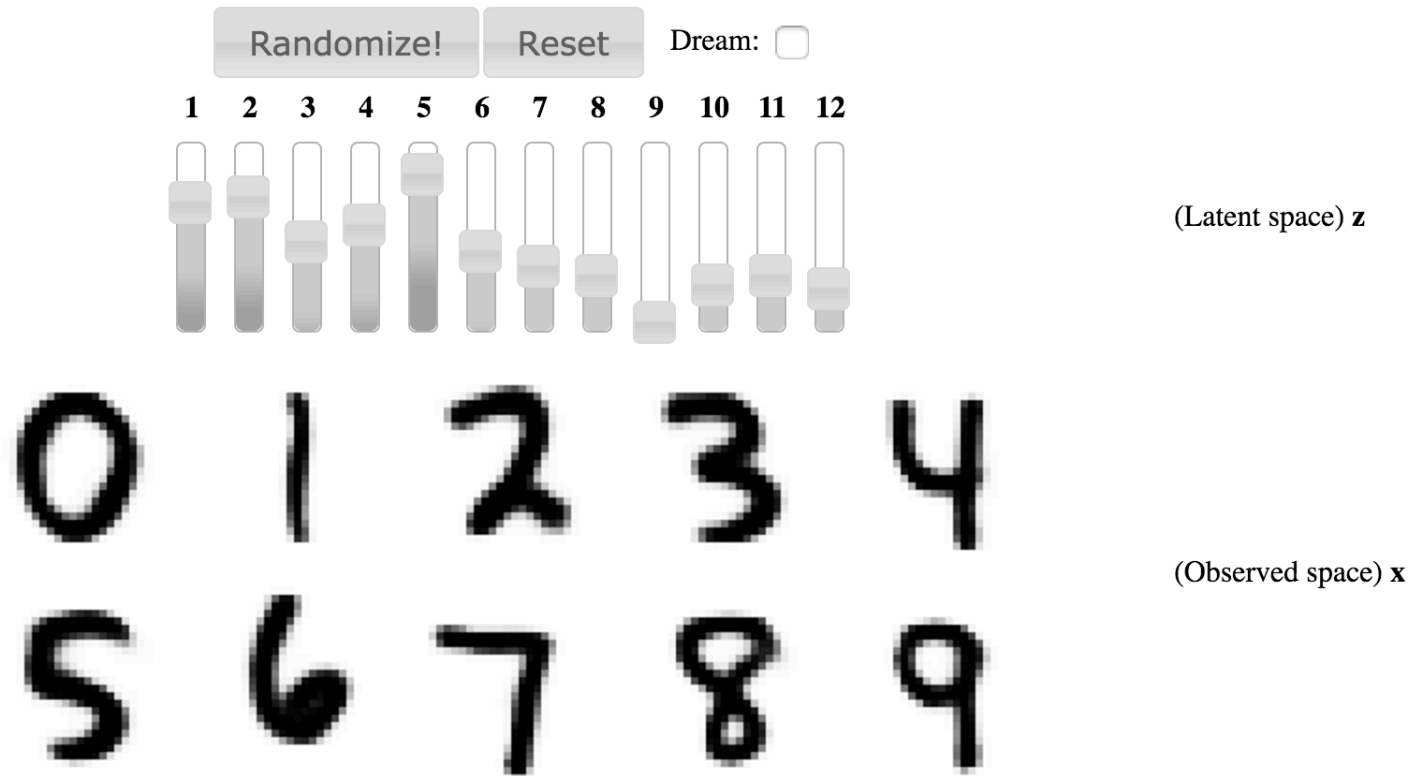 Randomize! Reset Dream:
1 2 3 4 5 6 7 8 9 10 11 12
(Latent space) z
0 1 2 3 4
(Observed space) x
5 6 7 8 9